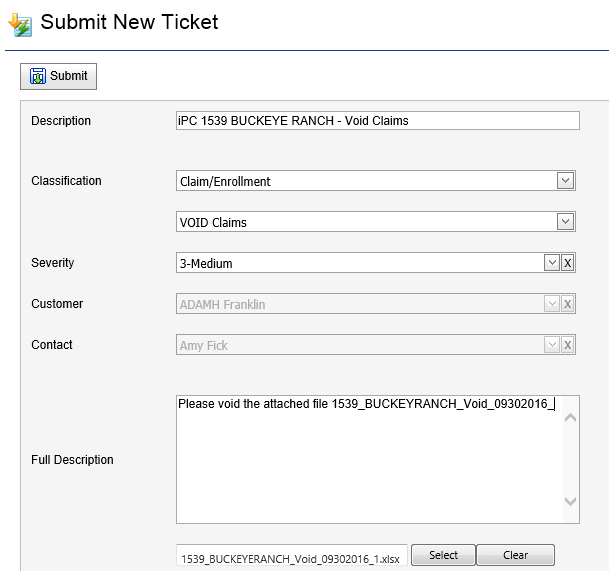 Submit New Ticket
Submit
Description iPC 1539 BUCKEYE RANCH - Void Claims
Classification Claim/Enrollment
VOID Claims
Severity 3-Medium X
Customer ADAMH Franklin X
Contact Amy Fick X
Please void the attached file 1539_BUCKEYRANCH_Void_09302016_
Full Description
1539_BUCKEYERANCH_Void_09302016_1.xlsx Select Clear